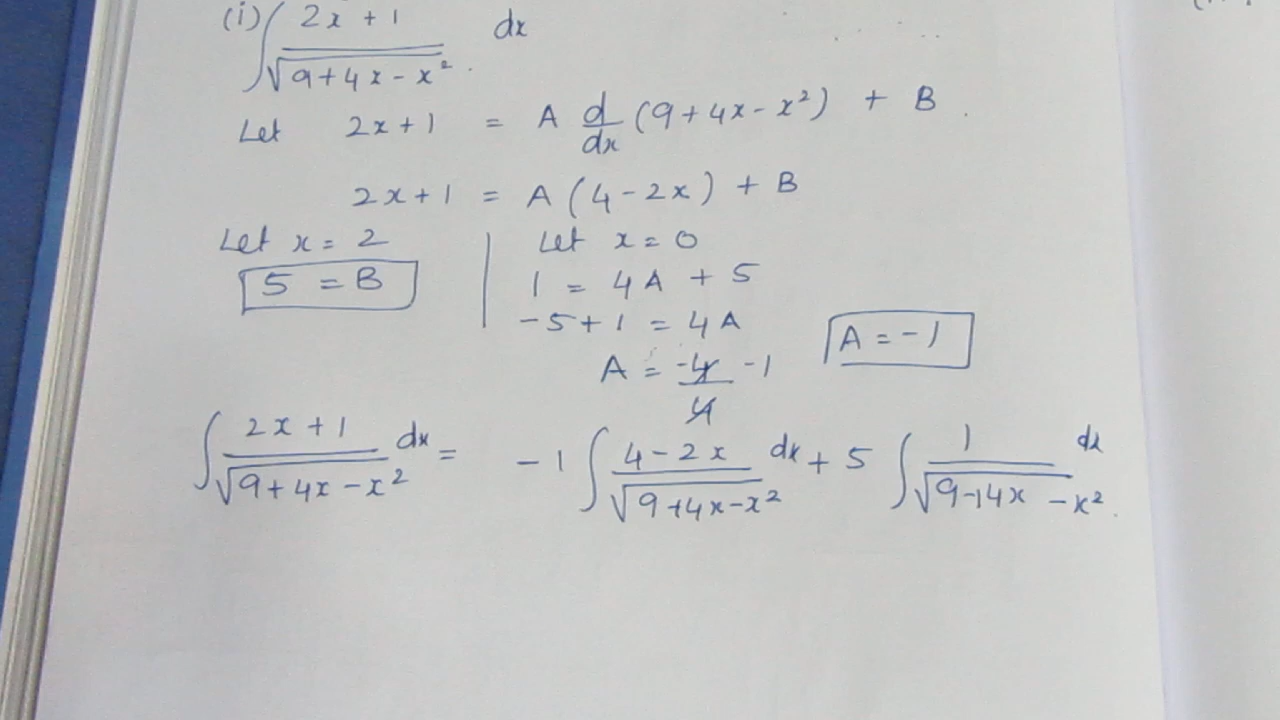 (i) ∫ 2x + 1 / √9 + 4x - x² dx
Let 2x + 1 = A d/dx (9 + 4x - x²) + B
2x + 1 = A (4 - 2x) + B
Let x = 2 | Let x = 0
5 = B | 1 = 4A + 5
-5 + 1 = 4A
A = -4/4 -1 A = -1
∫ 2x + 1 / √9 + 4x - x² dx = -1 ∫ 4 - 2x / √9 + 4x - x² dx + 5 ∫ 1 / √9 + 4x - x² dx